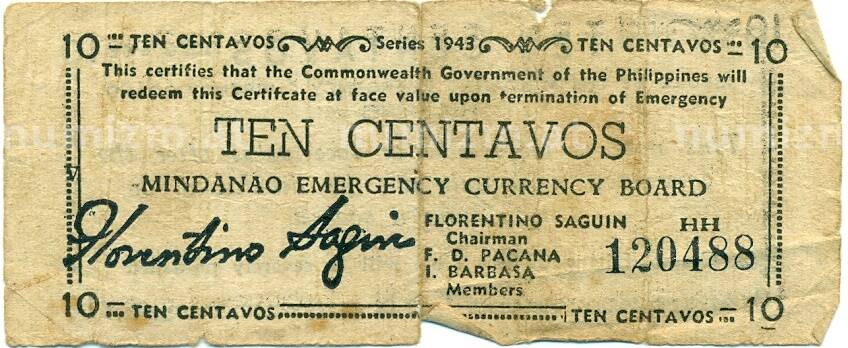 10 TEN CENTAVOS Series 1943 TEN CENTAVOS 10
This certifies that the Commonwealth Government of the Philippines will
redeem this Certifcate at face value upon termination of Emergency
TEN CENTAVOS
MINDANAO EMERGENCY CURRENCY BOARD
Florentino Saguin
FLORENTINO SAGUIN
Chairman
F. D. PACANA
I. BARBASA
Members
HH
120488
10 TEN CENTAVOS TEN CENTAVOS 10